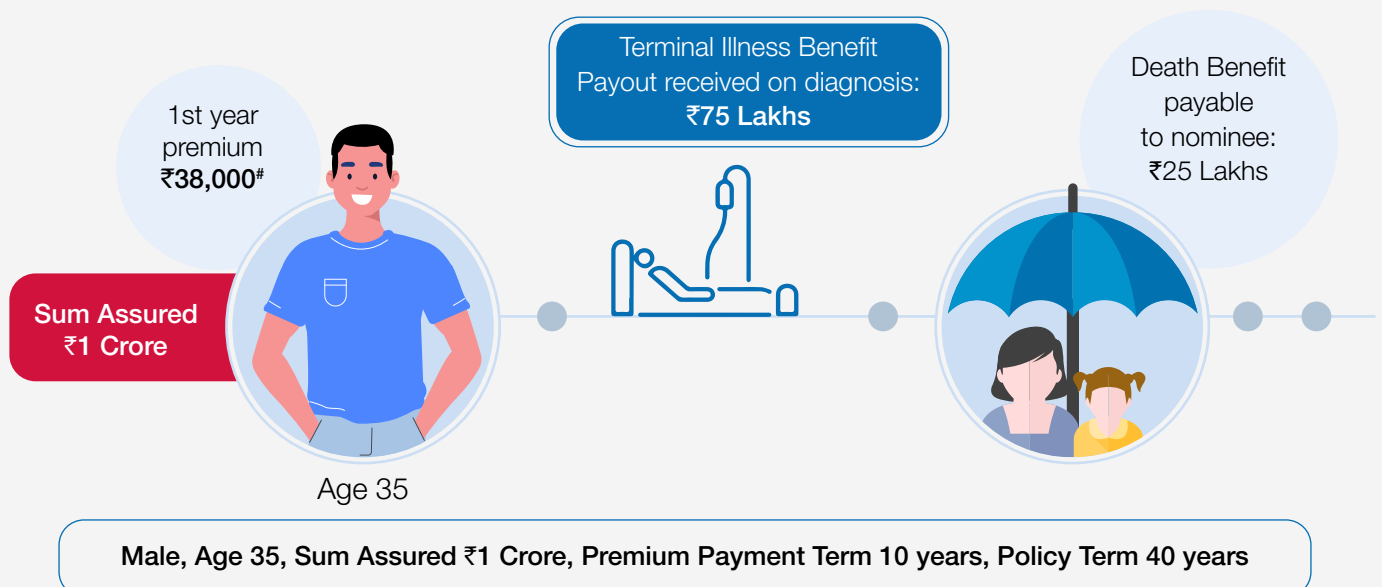 1st year
premium
₹38,000#
Sum Assured
₹1 Crore
Age 35
Terminal Illness Benefit
Payout received on diagnosis:
₹75 Lakhs
Death Benefit
payable
to nominee:
₹25 Lakhs
Male, Age 35, Sum Assured ₹1 Crore, Premium Payment Term 10 years, Policy Term 40 years